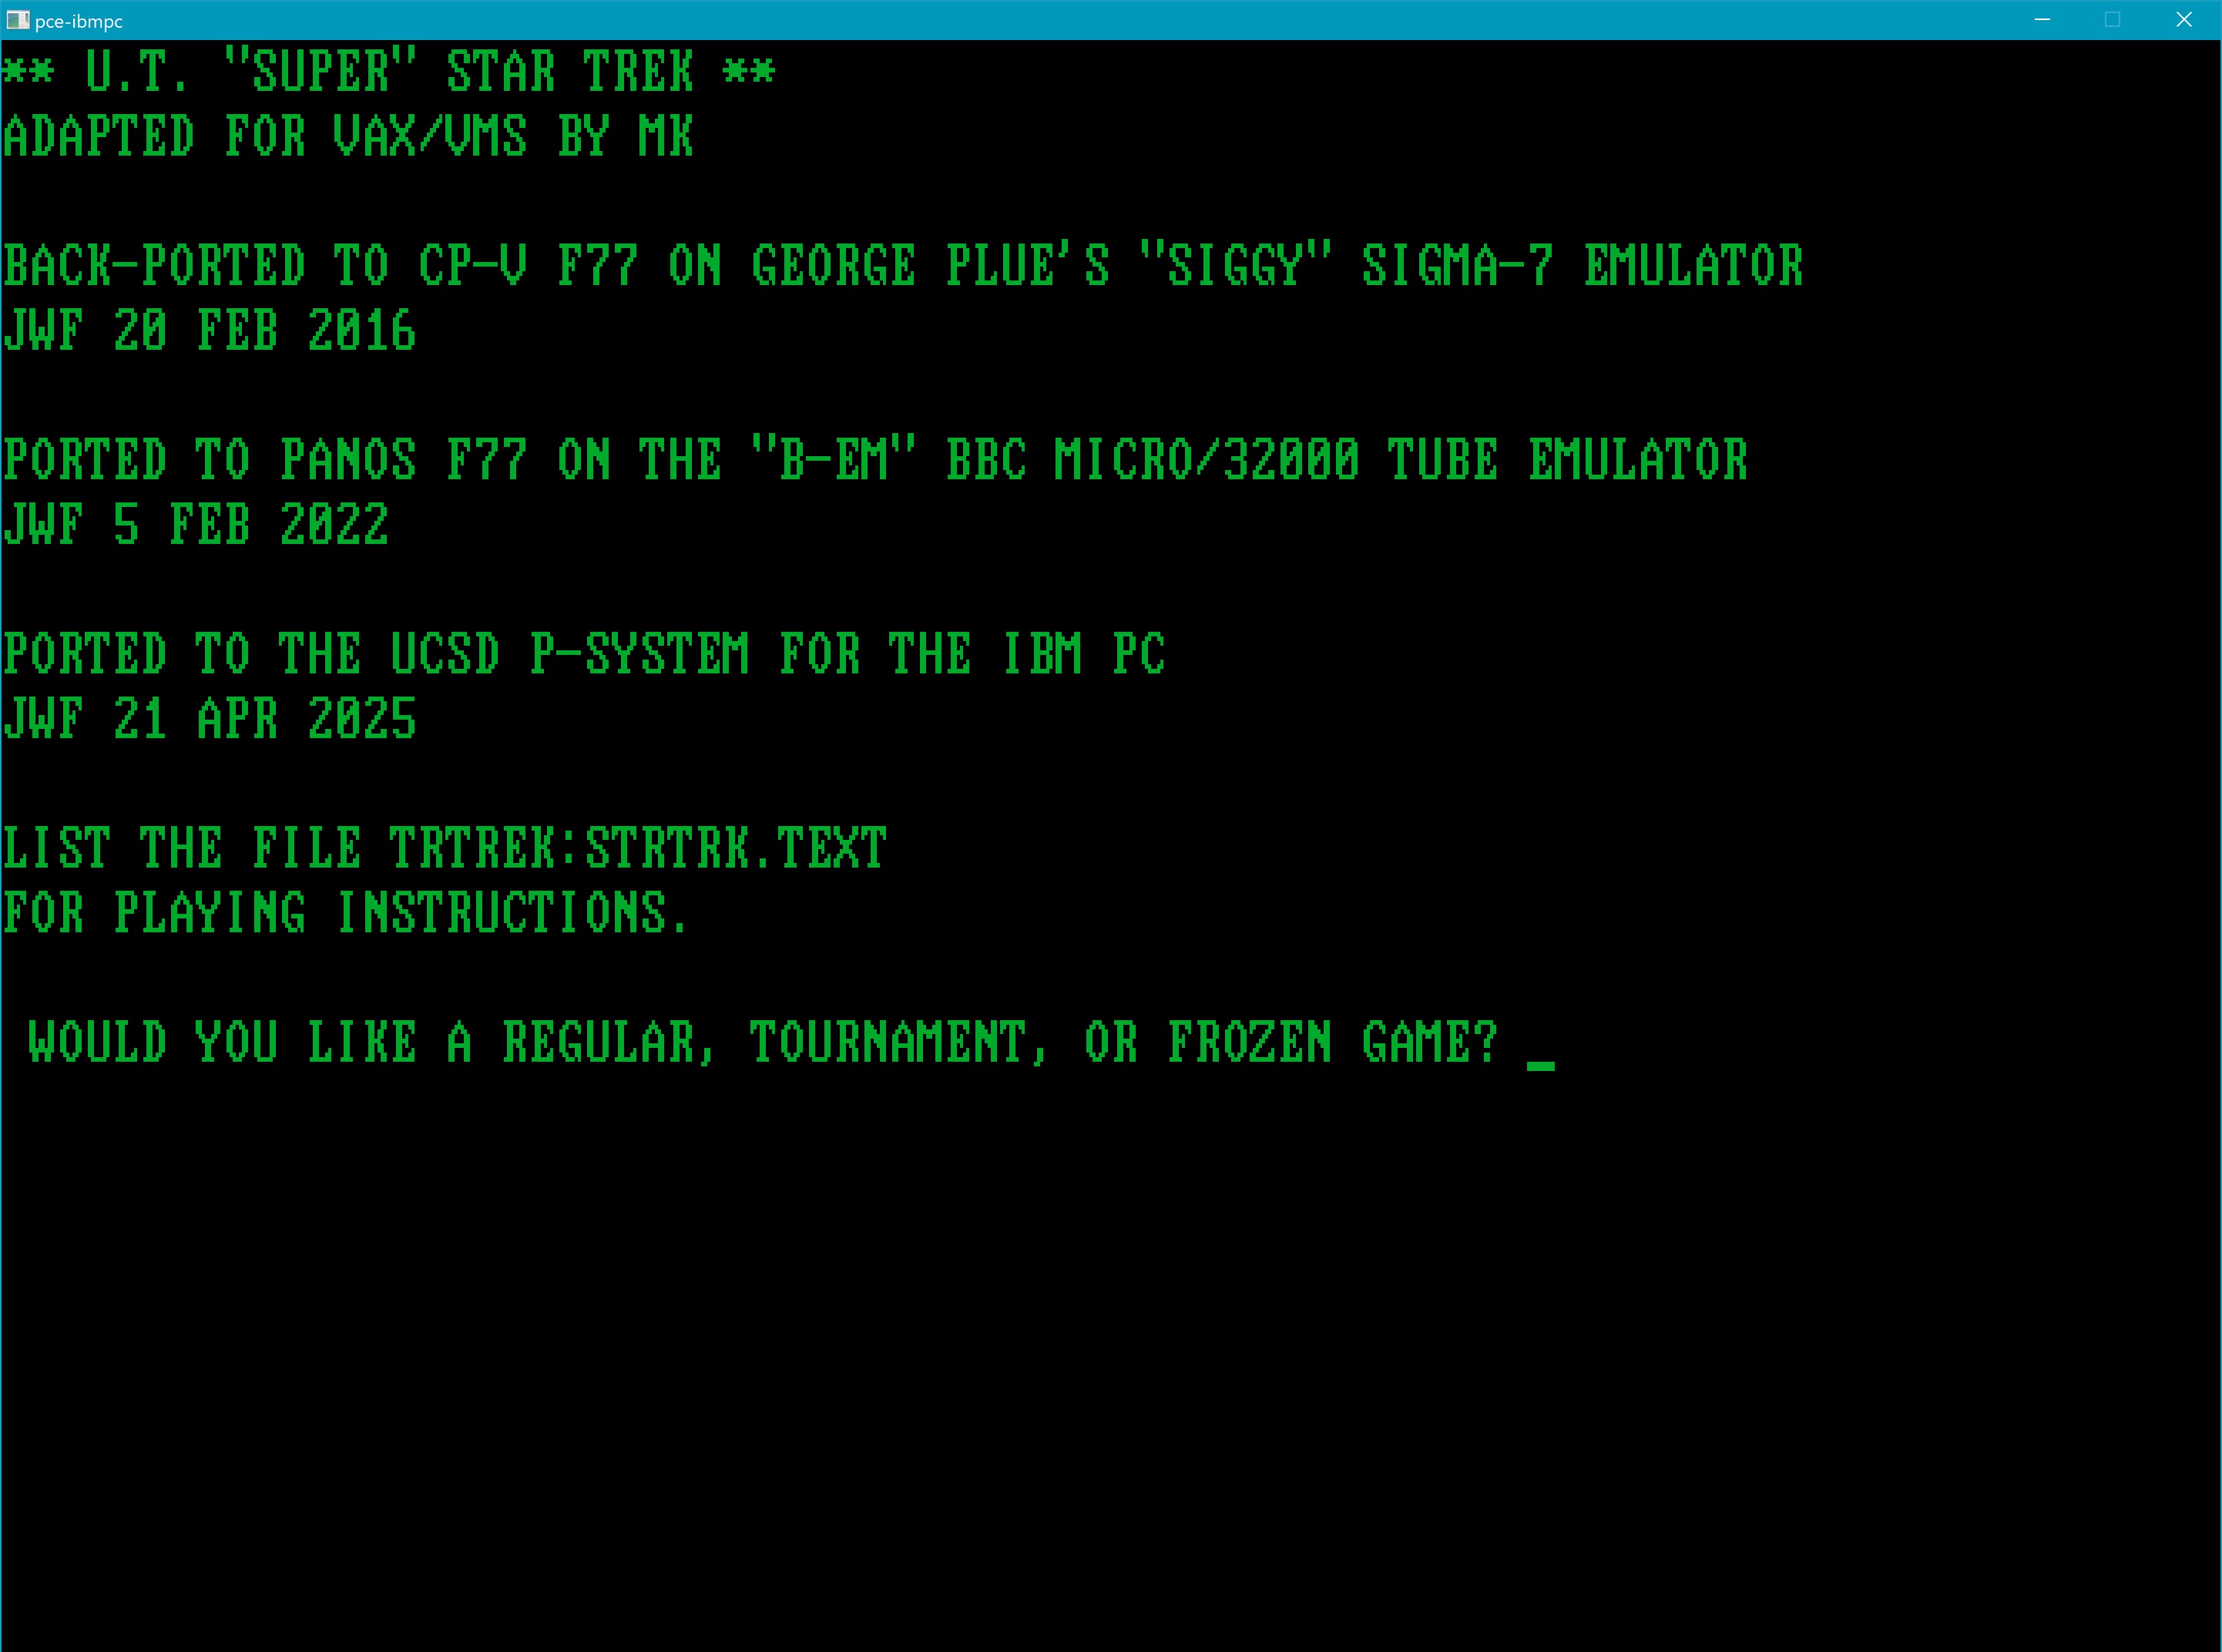 pce-ibmpc
** U.T. "SUPER" STAR TREK **
ADAPTED FOR VAX/VMS BY MK
BACK-PORTED TO CP-V F77 ON GEORGE PLUE'S "SIGGY" SIGMA-7 EMULATOR
JWF 20 FEB 2016
PORTED TO PANOS F77 ON THE "B-EM" BBC MICRO/32000 TUBE EMULATOR
JWF 5 FEB 2022
PORTED TO THE UCSD P-SYSTEM FOR THE IBM PC
JWF 21 APR 2025
LIST THE FILE TRTREK:STRTRK.TEXT
FOR PLAYING INSTRUCTIONS.
WOULD YOU LIKE A REGULAR, TOURNAMENT, OR FROZEN GAME? _